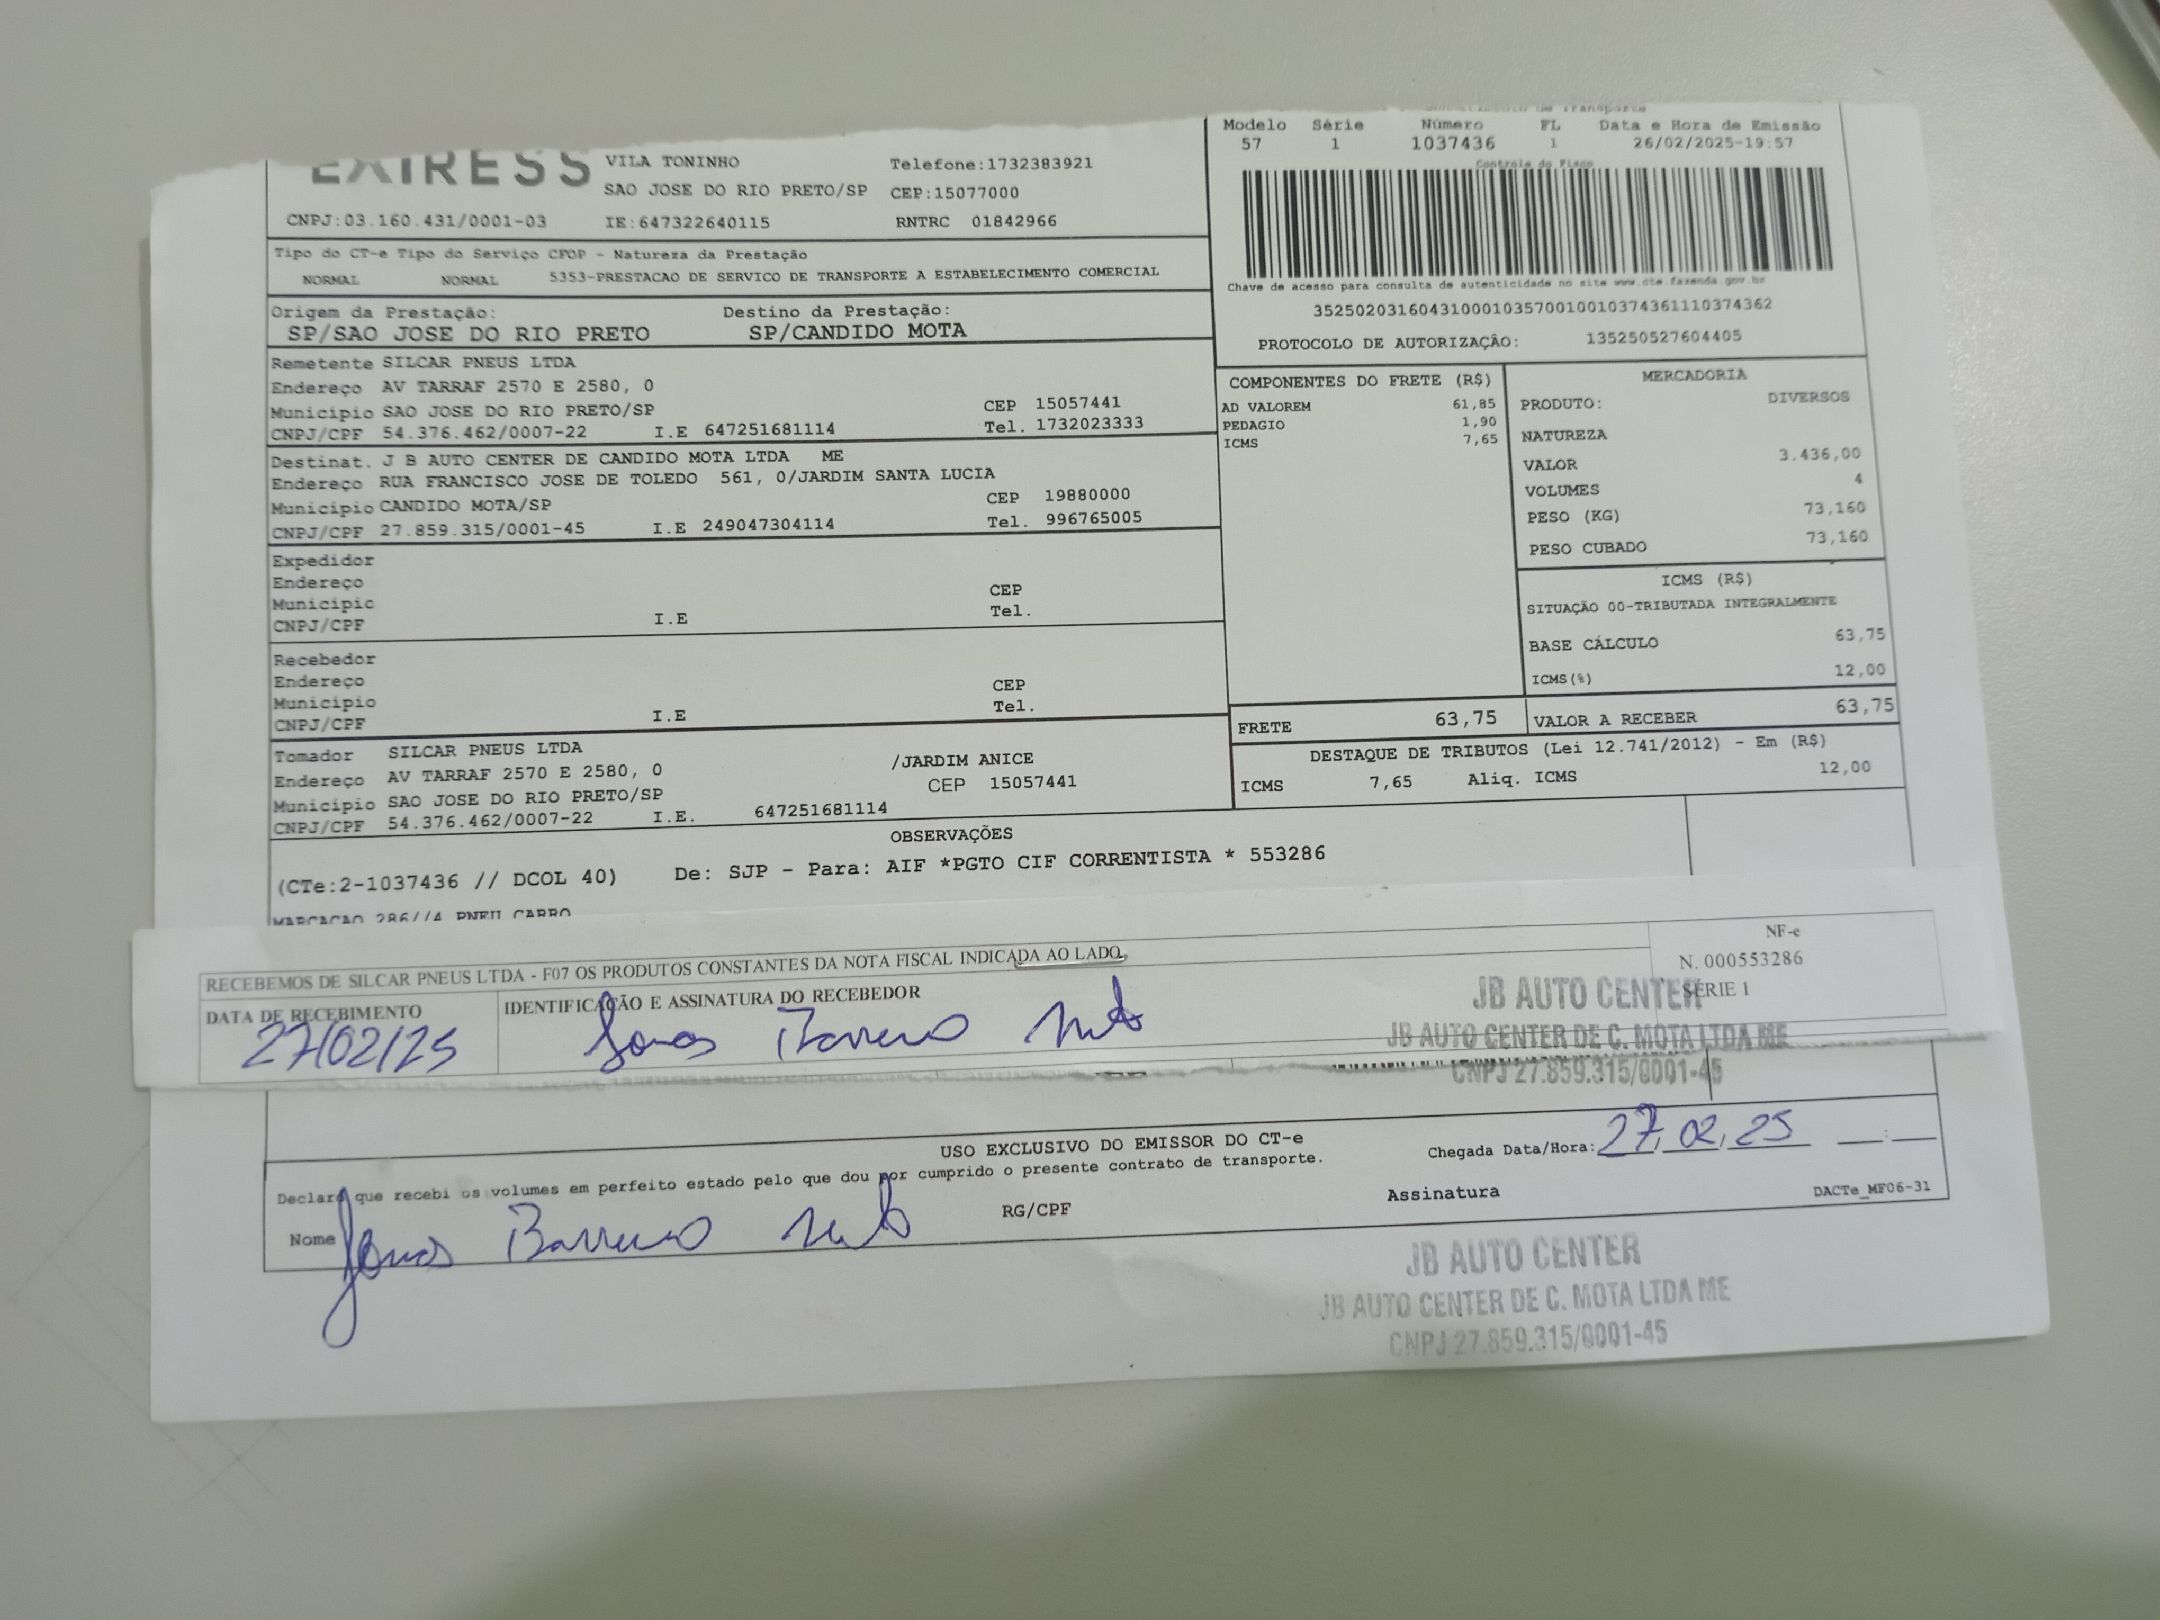 VILA TONINHO Telefone:1732383921
SAO JOSE DO RIO PRETO/SP CEP:15077000
CNPJ:03.160.431/0001-03 IE:647322640115 RNTRC 01842966
Modelo Série Número FL Data e Hora de Emissão
57 1 1037436 1 26/02/2025-19:57
Controle do Fisco
Chave de acesso para consulta de autenticidade no site www.cte.fazenda.gov.br
35250203160431000103570010010374361110374362
PROTOCOLO DE AUTORIZAÇÃO: 135250527604405
Tipo do CT-e Tipo do Serviço CFOP - Natureza da Prestação
NORMAL NORMAL 5353-PRESTACAO DE SERVICO DE TRANSPORTE A ESTABELECIMENTO COMERCIAL
Origem da Prestação: Destino da Prestação:
SP/SAO JOSE DO RIO PRETO SP/CANDIDO MOTA
Remetente SILCAR PNEUS LTDA
Endereço AV TARRAF 2570 E 2580, 0
Município SAO JOSE DO RIO PRETO/SP CEP 15057441
CNPJ/CPF 54.376.462/0007-22 I.E 647251681114 Tel. 1732023333
Destinat. J B AUTO CENTER DE CANDIDO MOTA LTDA ME
Endereço RUA FRANCISCO JOSE DE TOLEDO 561, 0/JARDIM SANTA LUCIA
Município CANDIDO MOTA/SP CEP 19880000
CNPJ/CPF 27.859.315/0001-45 I.E 249047304114 Tel. 996765005
Expedidor
Endereço CEP
Município Tel.
CNPJ/CPF I.E
Recebedor
Endereço CEP
Município Tel.
CNPJ/CPF I.E
Tomador SILCAR PNEUS LTDA /JARDIM ANICE
Endereço AV TARRAF 2570 E 2580, 0 CEP 15057441
Município SAO JOSE DO RIO PRETO/SP
CNPJ/CPF 54.376.462/0007-22 I.E. 647251681114
COMPONENTES DO FRETE (R$)
AD VALOREM 61,85
PEDAGIO 1,90
ICMS 7,65
MERCADORIA
PRODUTO: DIVERSOS
NATUREZA
VALOR 3.436,00
VOLUMES 4
PESO (KG) 73,160
PESO CUBADO 73,160
ICMS (R$)
SITUAÇÃO 00-TRIBUTADA INTEGRALMENTE
BASE CÁLCULO 63,75
ICMS(%) 12,00
FRETE 63,75 VALOR A RECEBER 63,75
DESTAQUE DE TRIBUTOS (Lei 12.741/2012) - Em (R$)
ICMS 7,65 Aliq. ICMS 12,00
OBSERVAÇÕES
(CTe:2-1037436 // DCOL 40) De: SJP - Para: AIF *PGTO CIF CORRENTISTA * 553286
MARCACAO 286//4 PNEU CARRO
RECEBEMOS DE SILCAR PNEUS LTDA - F07 OS PRODUTOS CONSTANTES DA NOTA FISCAL INDICADA AO LADO.
NF-e
N. 000553286
SÉRIE 1
DATA DE RECEBIMENTO IDENTIFICAÇÃO E ASSINATURA DO RECEBEDOR
27/02/25 Jonas Barreno Neto
JB AUTO CENTER
JB AUTO CENTER DE C. MOTA LTDA ME
CNPJ 27.859.315/0001-45
USO EXCLUSIVO DO EMISSOR DO CT-e
Declaro que recebi os volumes em perfeito estado pelo que dou por cumprido o presente contrato de transporte.
Chegada Data/Hora: 27/02/25 __:__
Nome Jonas Barreno Neto RG/CPF Assinatura DACTe_MF06-31
JB AUTO CENTER
JB AUTO CENTER DE C. MOTA LTDA ME
CNPJ 27.859.315/0001-45